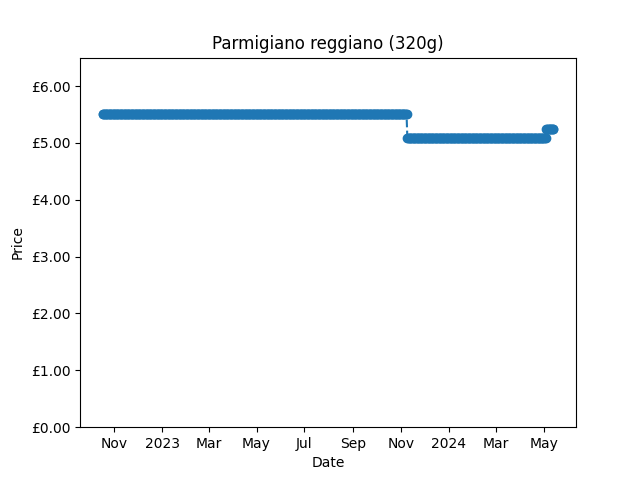 Parmigiano reggiano (320g)
£6.00
£5.00
£4.00
£3.00
£2.00
£1.00
£0.00
Price
Nov 2023 Mar May Jul Sep Nov 2024 Mar May
Date